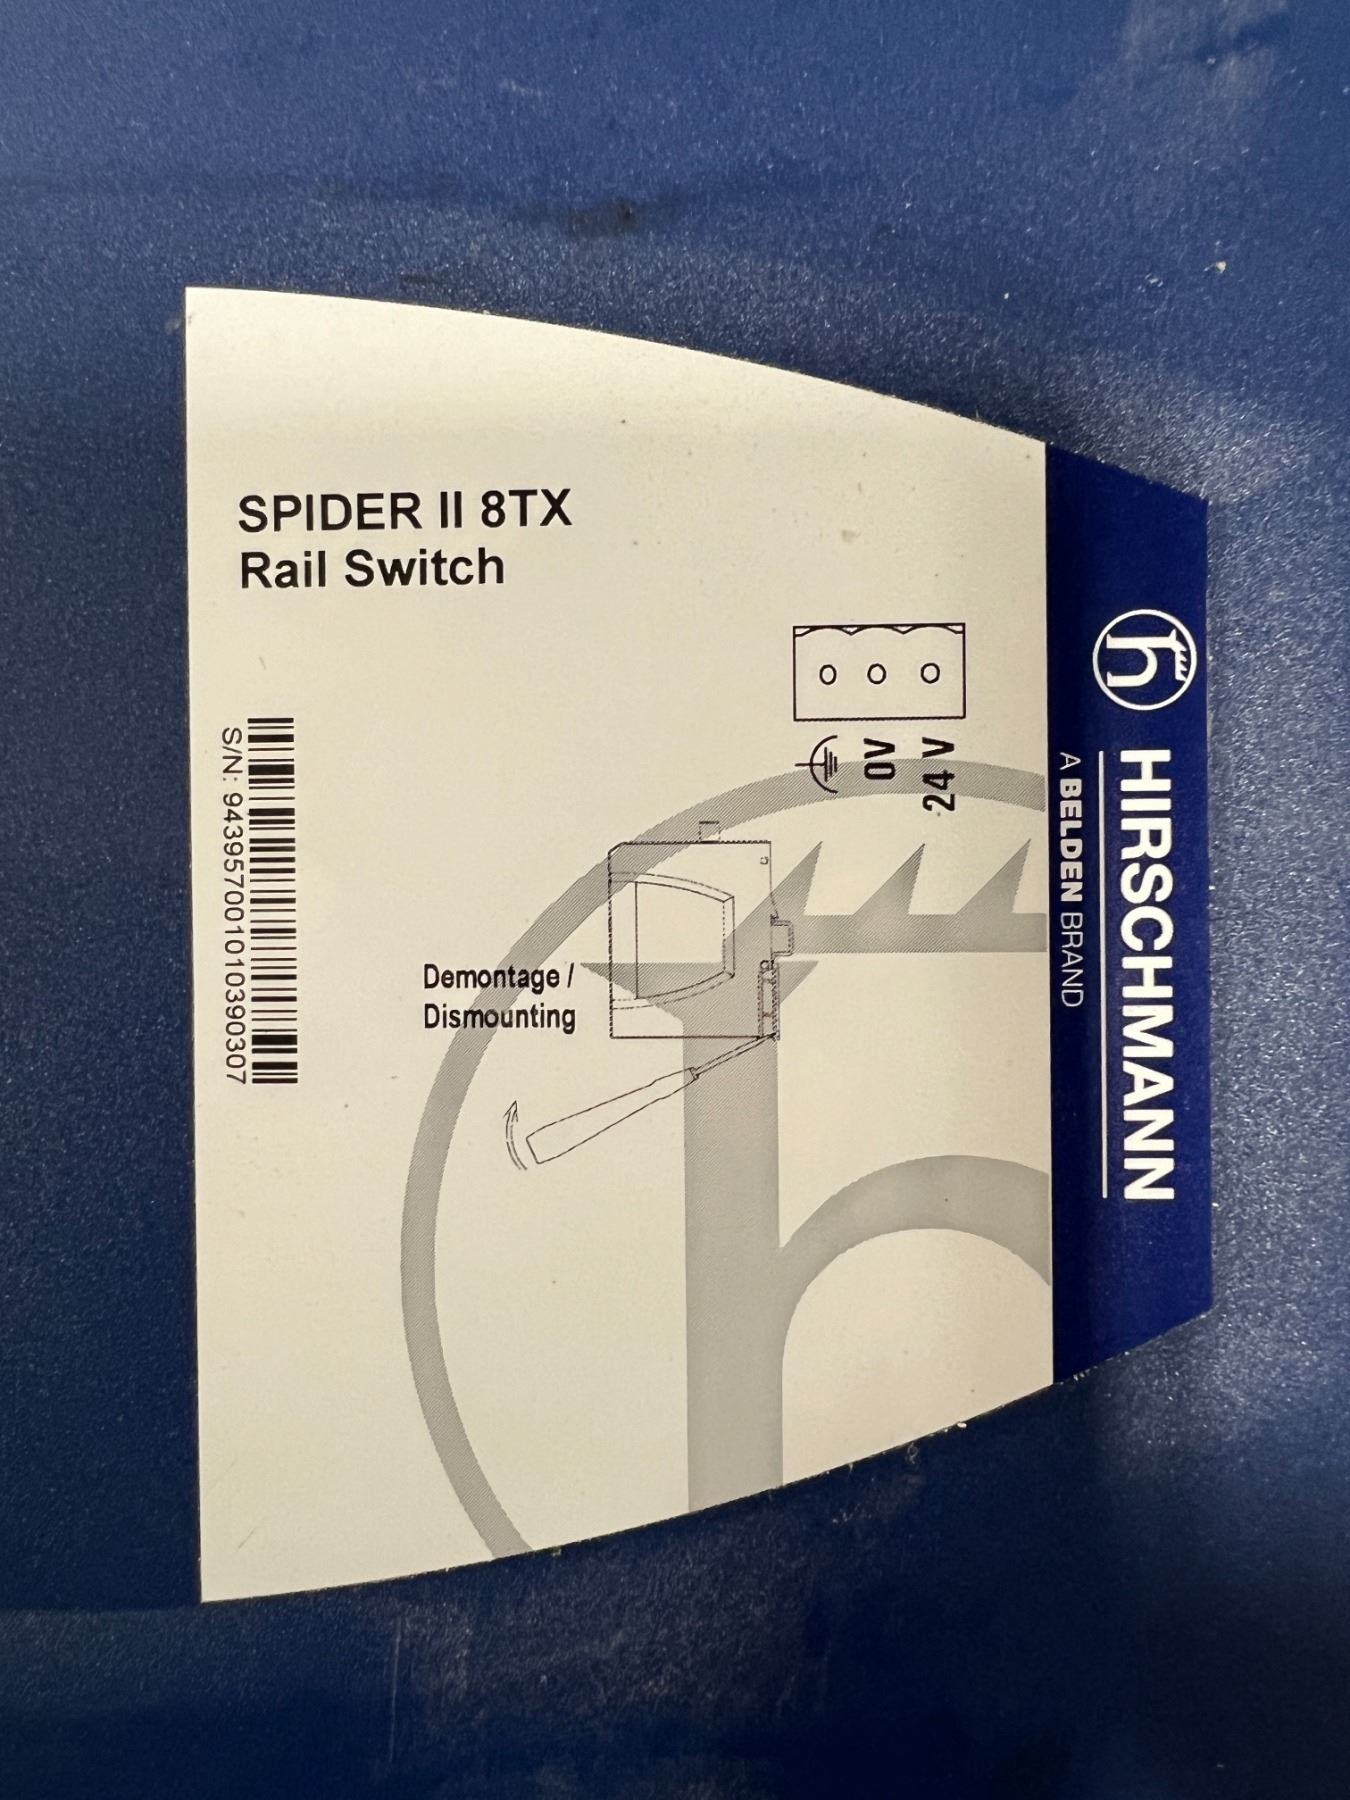 SPIDER II 8TX
Rail Switch
24 V
0V
Demontage /
Dismounting
S/N: 943957001010390307
HIRSCHMANN
A BELDEN BRAND